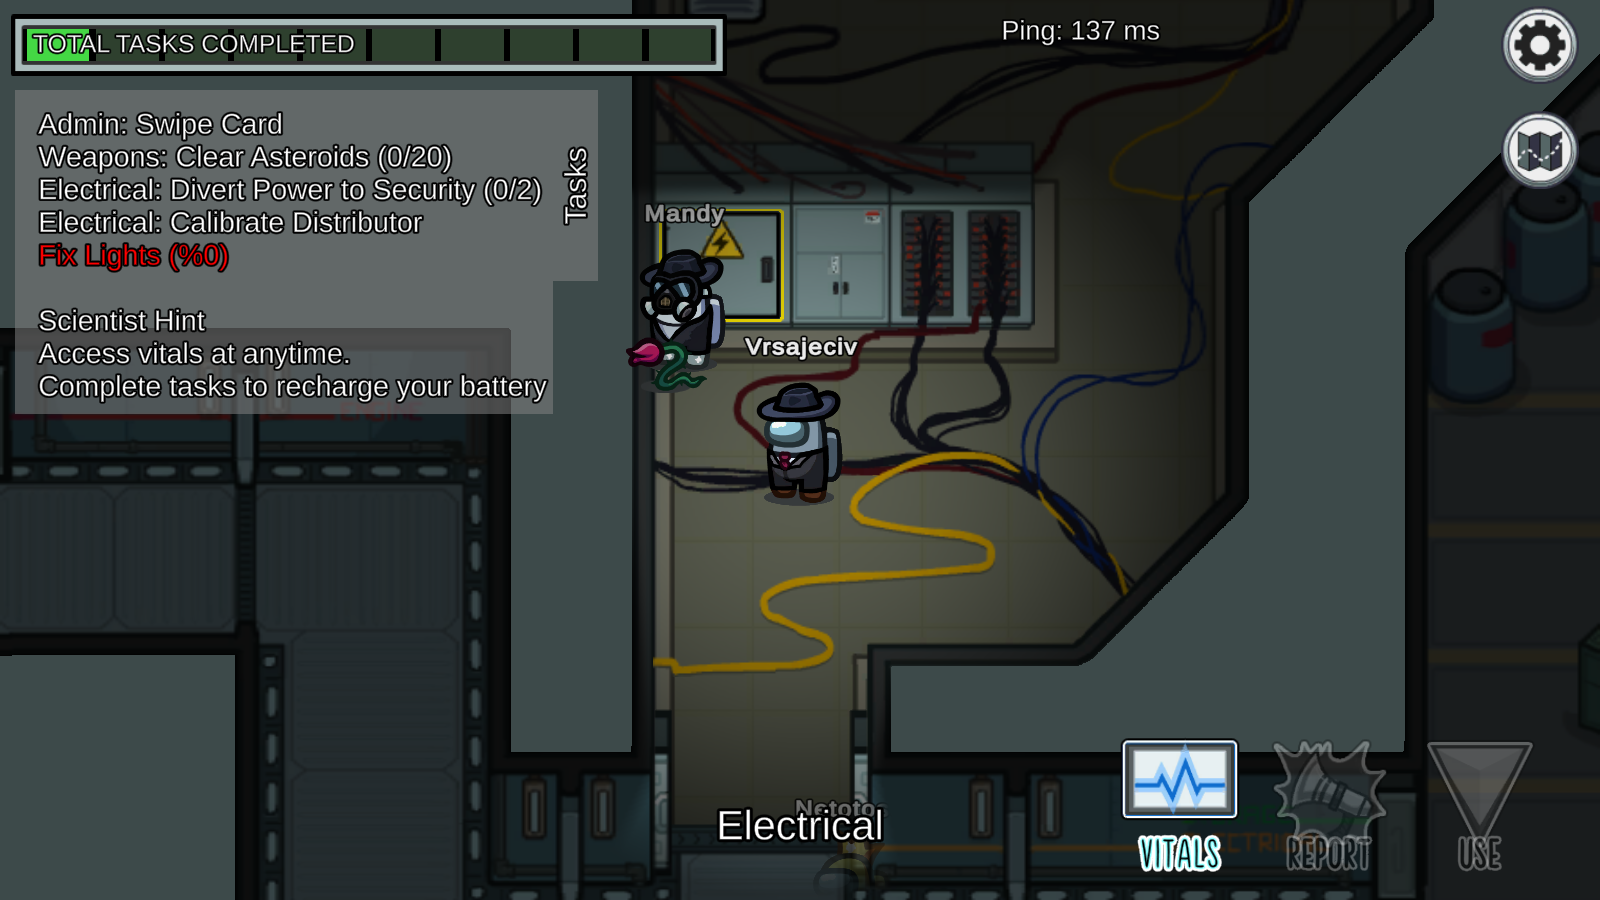 TOTAL TASKS COMPLETED
Ping: 137 ms
Admin: Swipe Card
Weapons: Clear Asteroids (0/20)
Electrical: Divert Power to Security (0/2)
Electrical: Calibrate Distributor
Fix Lights (%0)
Tasks
Scientist Hint
Access vitals at anytime.
Complete tasks to recharge your battery
Mandy
Vrsajeciv
Electrical
VITALS
REPORT
USE